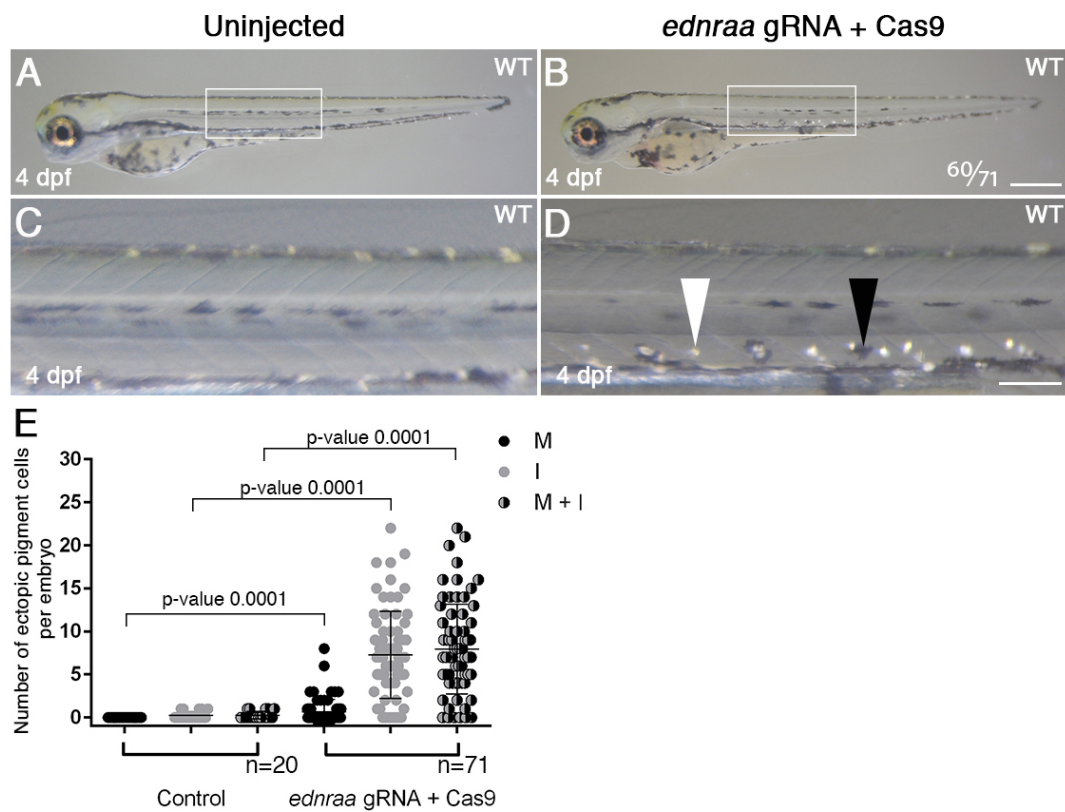 Uninjected
ednraa gRNA + Cas9
A
WT
4 dpf
B
WT
60/71
C
WT
4 dpf
D
WT
4 dpf
E
Number of ectopic pigment cells
per embryo
30
25
20
15
10
5
0
p-value 0.0001
p-value 0.0001
p-value 0.0001
M
I
M + I
n=20
n=71
Control
ednraa gRNA + Cas9